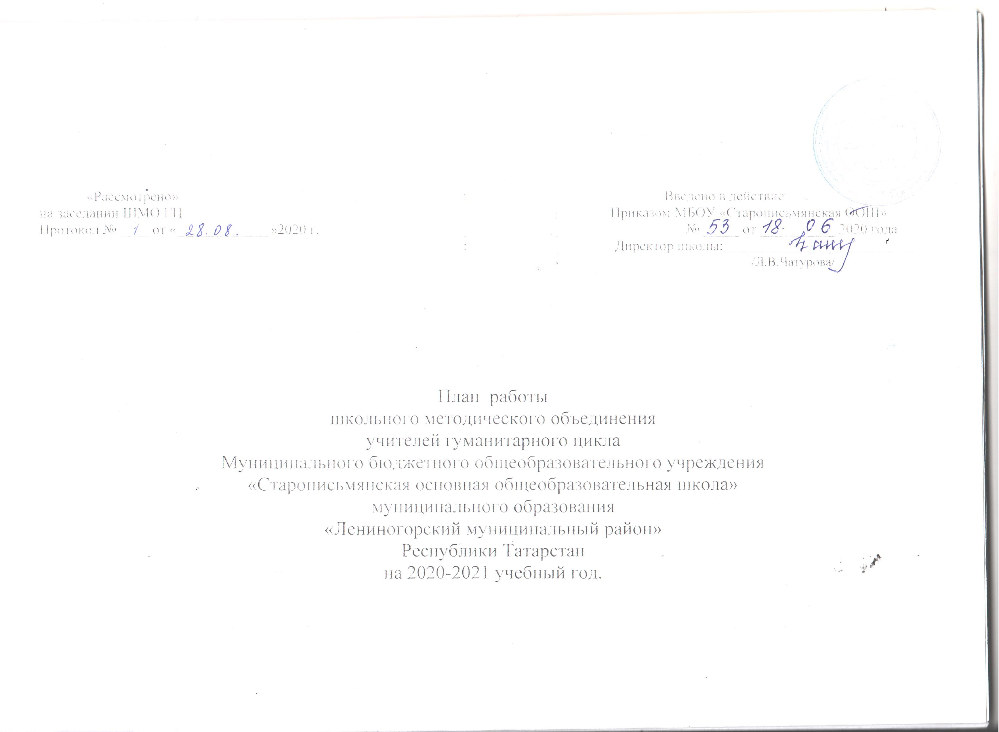 «Рассмотрено»
на заседании ШМО ГЦ
Протокол № 1 от « 28.08. »2020 г.
Введено в действие
Приказом МБОУ «Старописьмянская ООШ»
№ 53 от 18. 06 2020 года
Директор школы:
/Л.В.Чатурова/
План работы
школьного методического объединения
учителей гуманитарного цикла
Муниципального бюджетного общеобразовательного учреждения
«Старописьмянская основная общеобразовательная школа»
муниципального образования
«Лениногорский муниципальный район»
Республики Татарстан
на 2020-2021 учебный год.